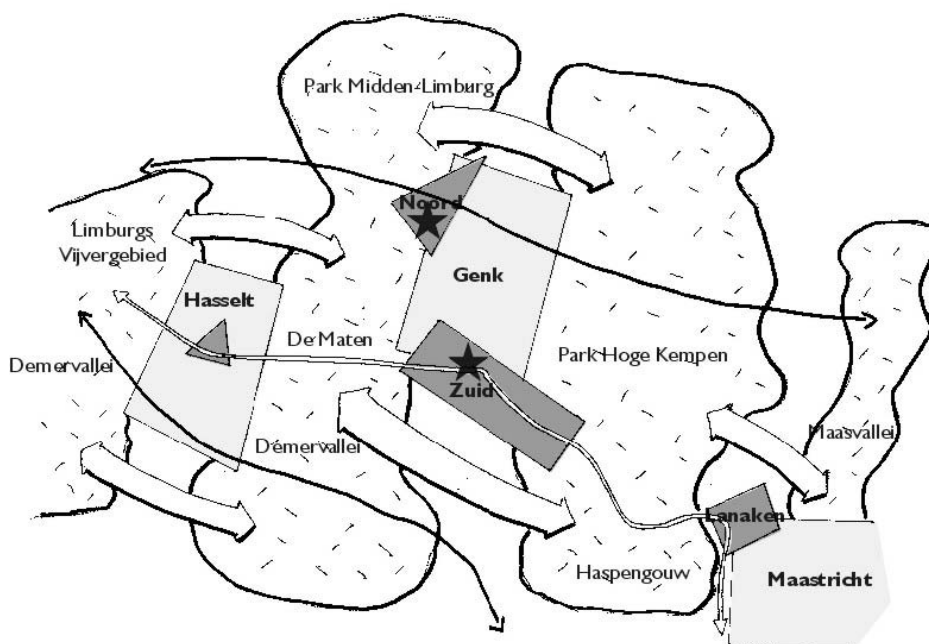 Park Midden-Limburg
Noord
Limburgs
Vijvergebied
Genk
Hasselt
De Maten
Park Hoge Kempen
Demervallei
Zuid
Demervallei
Maasvallei
Lanaken
Haspengouw
Maastricht